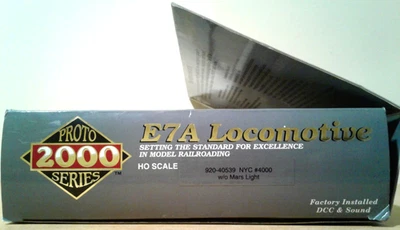 PROTO
2000
SERIES
™
E7A Locomotive
SETTING THE STANDARD FOR EXCELLENCE
IN MODEL RAILROADING
HO SCALE
920-40539 NYC #4000
w/o Mars Light
Factory Installed
DCC & Sound